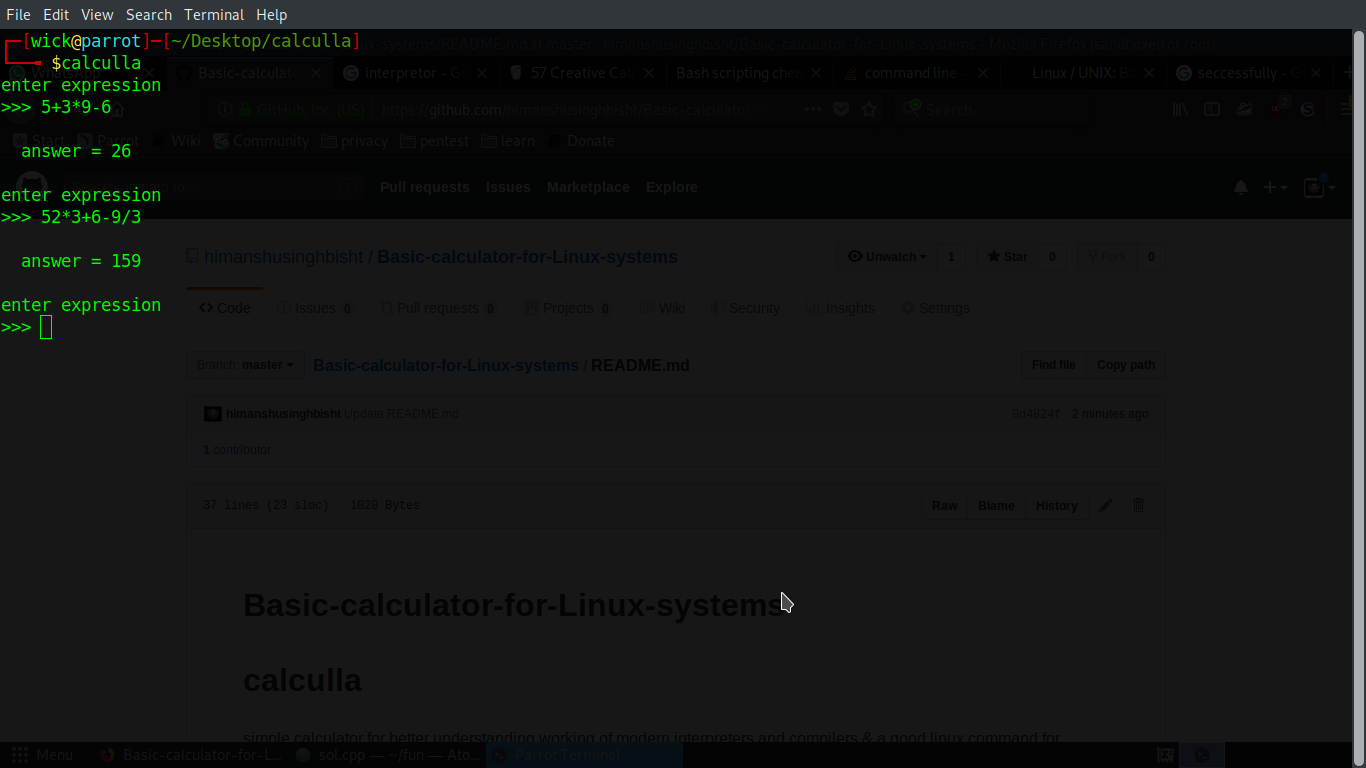 File Edit View Search Terminal Help
[wick@parrot]─[~/Desktop/calculla]
$calculla
enter expression
>>> 5+3*9-6
answer = 26
enter expression
>>> 52*3+6-9/3
answer = 159
enter expression
>>>
WhatsApp Basic-calculato interpretor - G 57 Creative Cal Bash scripting che command line - Linux / UNIX: B seccessfully - G
GitHub, Inc. (US) https://github.com/himanshusinghbisht/Basic-calculato Search
Start Parrot Wiki Community privacy pentest learn Donate
Pull requests Issues Marketplace Explore
himanshusinghbisht / Basic-calculator-for-Linux-systems Unwatch 1 Star 0 Fork 0
Code Issues 0 Pull requests 0 Projects 0 Wiki Security Insights Settings
Branch: master Basic-calculator-for-Linux-systems / README.md Find file Copy path
himanshusinghbisht Update README.md 2 minutes ago
1 contributor
37 lines (23 sloc) 1020 Bytes Raw Blame History
Basic-calculator-for-Linux-systems
calculla
simple calculator for better understanding working of modern interpreters and compilers & a good linux command for
Menu Basic-calculator-for-L... sol.cpp — ~/fun — Ato... Parrot Terminal